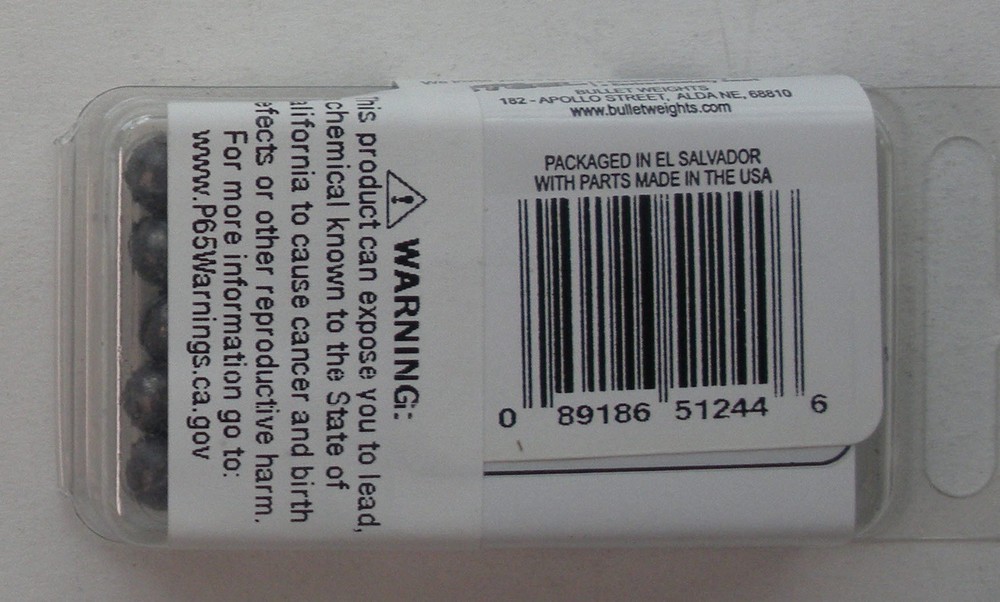 BULLET WEIGHTS
182 - APOLLO STREET, ALDA NE, 68810
www.bulletweights.com
PACKAGED IN EL SALVADOR
WITH PARTS MADE IN THE USA
0 89186 51244 6
WARNING:
his product can expose you to lead,
chemical known to the State of
alifornia to cause cancer and birth
efects or other reproductive harm.
For more information go to:
www.P65Warnings.ca.gov